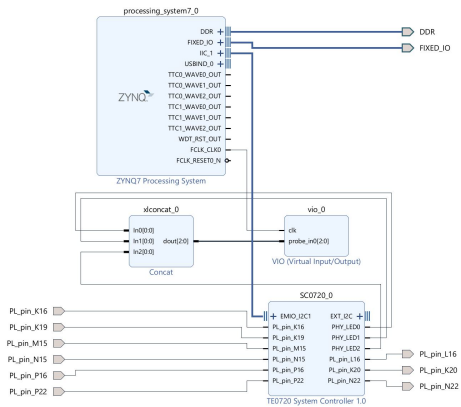 processing_system7_0
DDR
FIXED_IO
IIC_1
USBIND_0
TTC0_WAVE0_OUT
TTC0_WAVE1_OUT
TTC0_WAVE2_OUT
TTC1_WAVE0_OUT
TTC1_WAVE1_OUT
TTC1_WAVE2_OUT
WDT_RST_OUT
FCLK_CLK0
FCLK_RESET0_N
ZYNQ
ZYNQ7 Processing System
DDR
FIXED_IO
xlconcat_0
In0[0:0]
In1[0:0]
In2[0:0]
dout[2:0]
Concat
vio_0
clk
probe_in0[2:0]
VIO (Virtual Input/Output)
SC0720_0
EMIO_I2C1
PL_pin_K16
PL_pin_K19
PL_pin_M15
PL_pin_N15
PL_pin_P16
PL_pin_P22
EXT_I2C
PHY_LED0
PHY_LED1
PHY_LED2
PL_pin_L16
PL_pin_K20
PL_pin_N22
TE0720 System Controller 1.0
PL_pin_K16
PL_pin_K19
PL_pin_M15
PL_pin_N15
PL_pin_P16
PL_pin_P22
PL_pin_L16
PL_pin_K20
PL_pin_N22